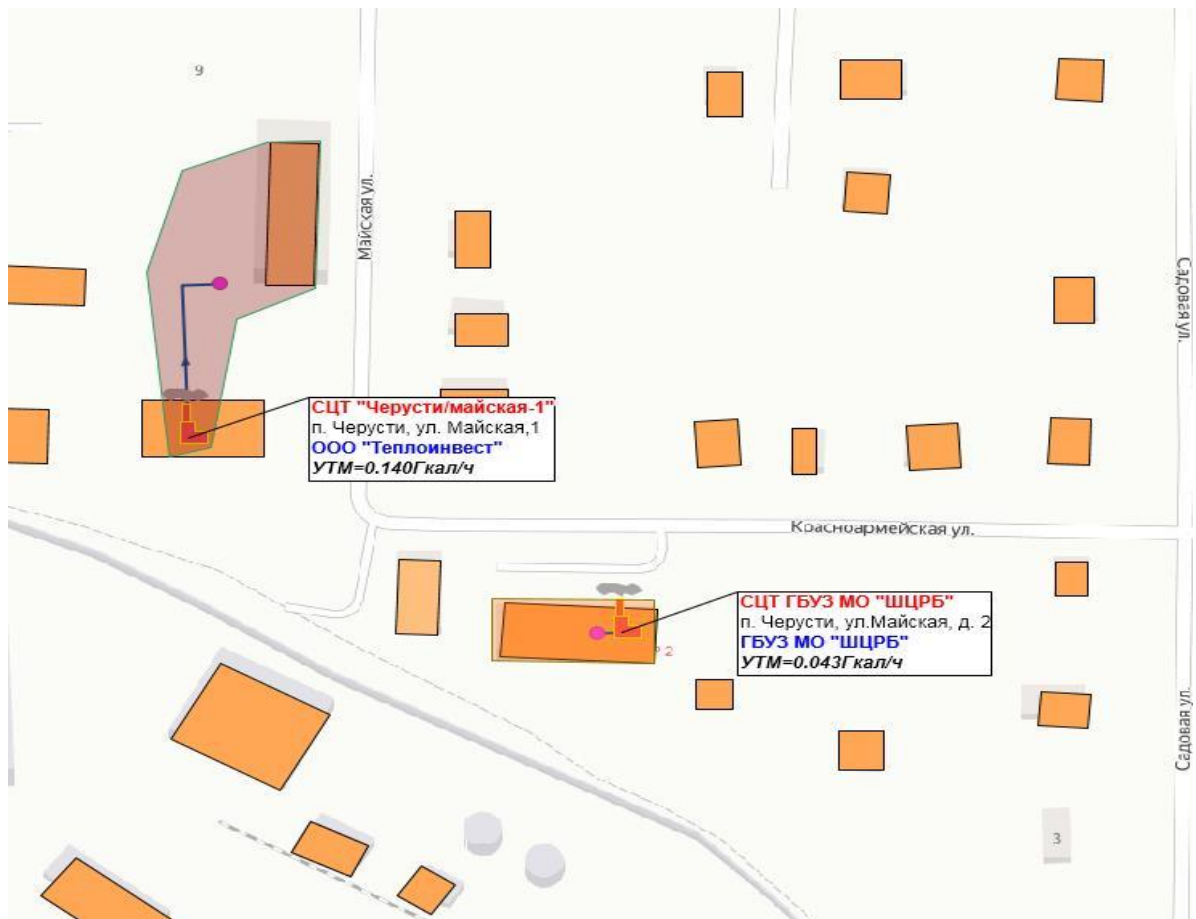 9
Майская ул.
Садовая ул.
СЦТ "Черусти/майская-1"
п. Черусти, ул. Майская,1
ООО "Теплоинвест"
УТМ=0.140Гкал/ч
Красноармейская ул.
СЦТ ГБУЗ МО "ШЦРБ"
п. Черусти, ул.Майская, д. 2
ГБУЗ МО "ШЦРБ"
УТМ=0.043Гкал/ч
2
Садовая ул.
3